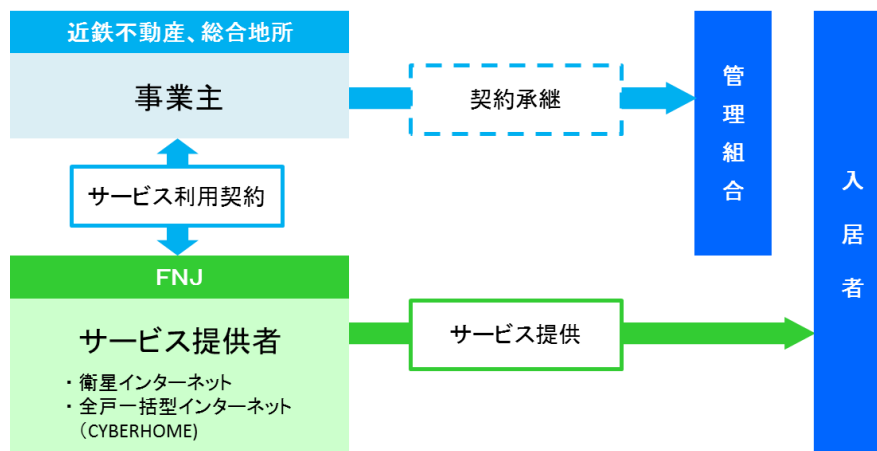 近鉄不動産、総合地所
事業主
契約承継
管理組合
入居者
サービス利用契約
FNJ
サービス提供者
・衛星インターネット
・全戸一括型インターネット
（CYBERHOME)
サービス提供